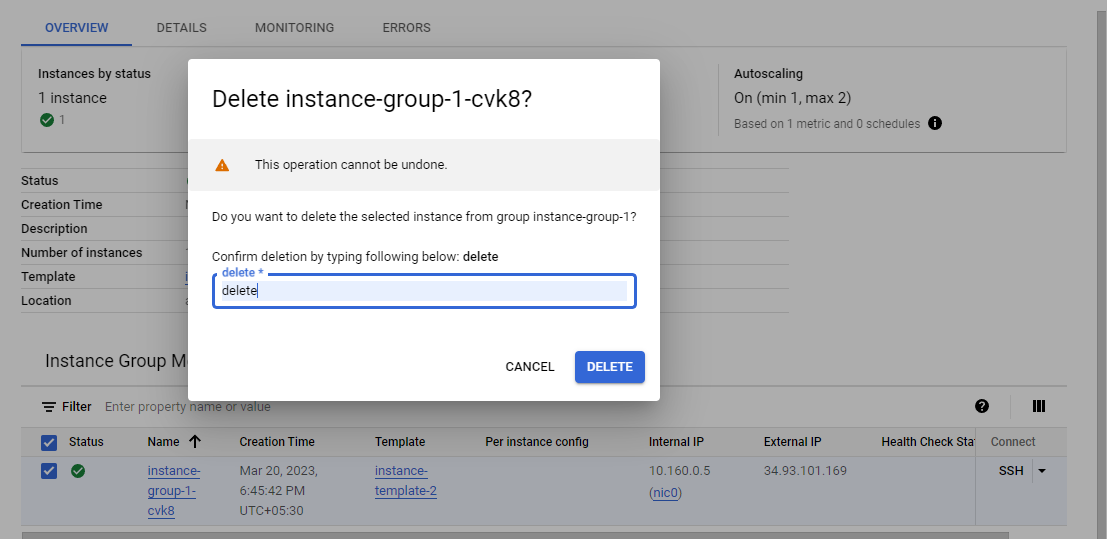 OVERVIEW DETAILS MONITORING ERRORS
Instances by status
1 instance
1
Autoscaling
On (min 1, max 2)
Based on 1 metric and 0 schedules
Status
Creation Time
Description
Number of instances
Template
Location
Delete instance-group-1-cvk8?
This operation cannot be undone.
Do you want to delete the selected instance from group instance-group-1?
Confirm deletion by typing following below: delete
delete *
delete
CANCEL DELETE
Instance Group M
Filter Enter property name or value
Status Name Creation Time Template Per instance config Internal IP External IP Health Check Stat Connect
instance- Mar 20, 2023, instance- 10.160.0.5 34.93.101.169 SSH
group-1- 6:45:42 PM template-2 (nic0)
cvk8 UTC+05:30